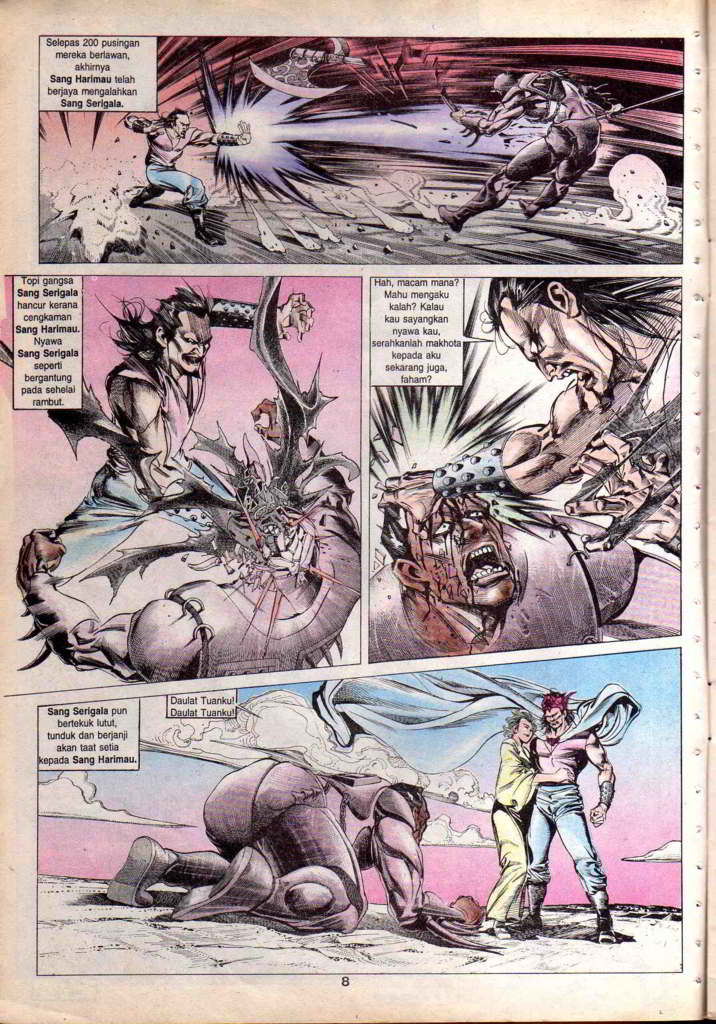 Selepas 200 pusingan
mereka berlawan,
akhirnya
Sang Harimau telah
berjaya mengalahkan
Sang Serigala.
Topi gangsa
Sang Serigala
hancur kerana
cengkaman
Sang Harimau.
Nyawa
Sang Serigala
seperti
bergantung
pada sehelai
rambut.
Hah, macam mana?
Mahu mengaku
kalah? Kalau
kau sayangkan
nyawa kau,
serahkanlah makhota
kepada aku
sekarang juga,
faham?
Sang Serigala pun
bertekuk lutut,
tunduk dan berjanji
akan taat setia
kepada Sang Harimau.
Daulat Tuanku!
Daulat Tuanku!
8